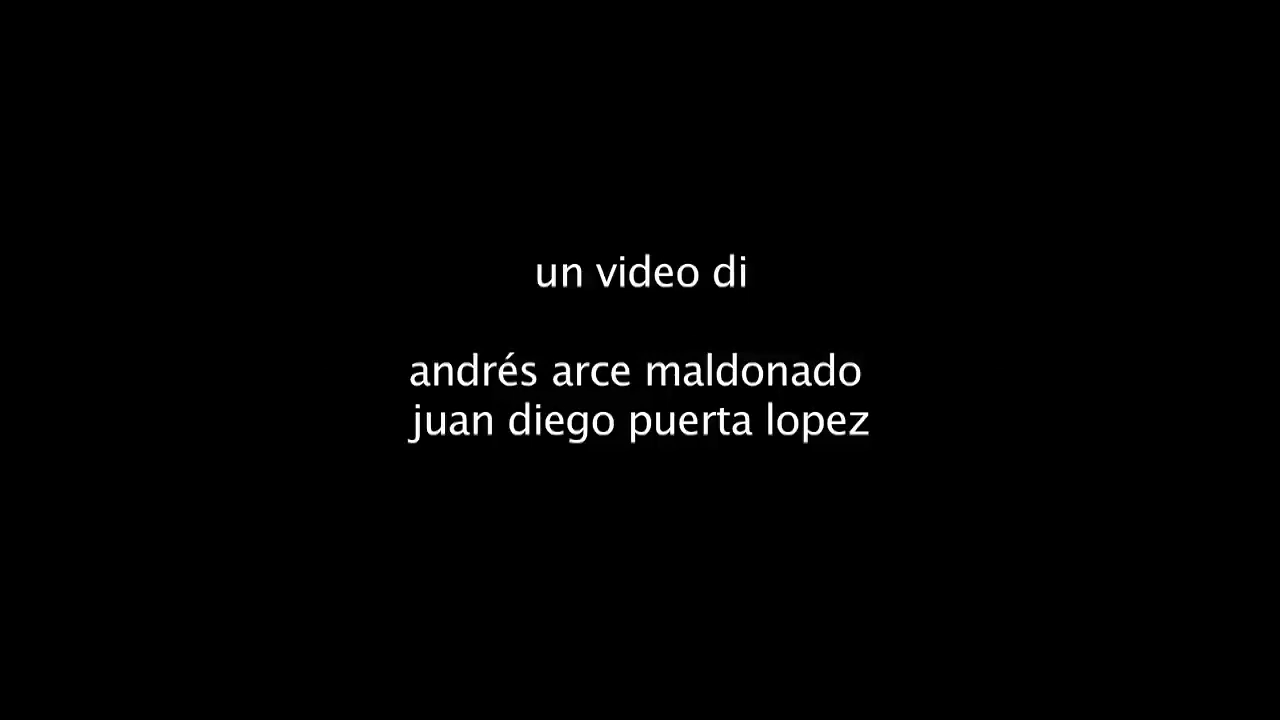 un video di
andrés arce maldonado
juan diego puerta lopez